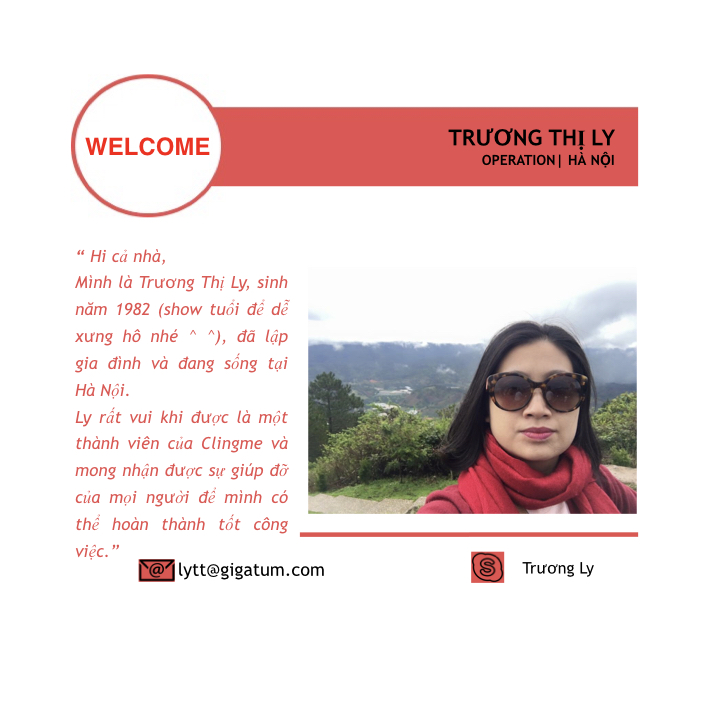 WELCOME
TRƯƠNG THỊ LY
OPERATION| HÀ NỘI
“ Hi cả nhà,
Mình là Trương Thị Ly, sinh
năm 1982 (show tuổi để dễ
xưng hô nhé ^ ^), đã lập
gia đình và đang sống tại
Hà Nội.
Ly rất vui khi được là một
thành viên của Clingme và
mong nhận được sự giúp đỡ
của mọi người để mình có
thể hoàn thành tốt công
việc.”
@ lytt@gigatum.com
S Trương Ly